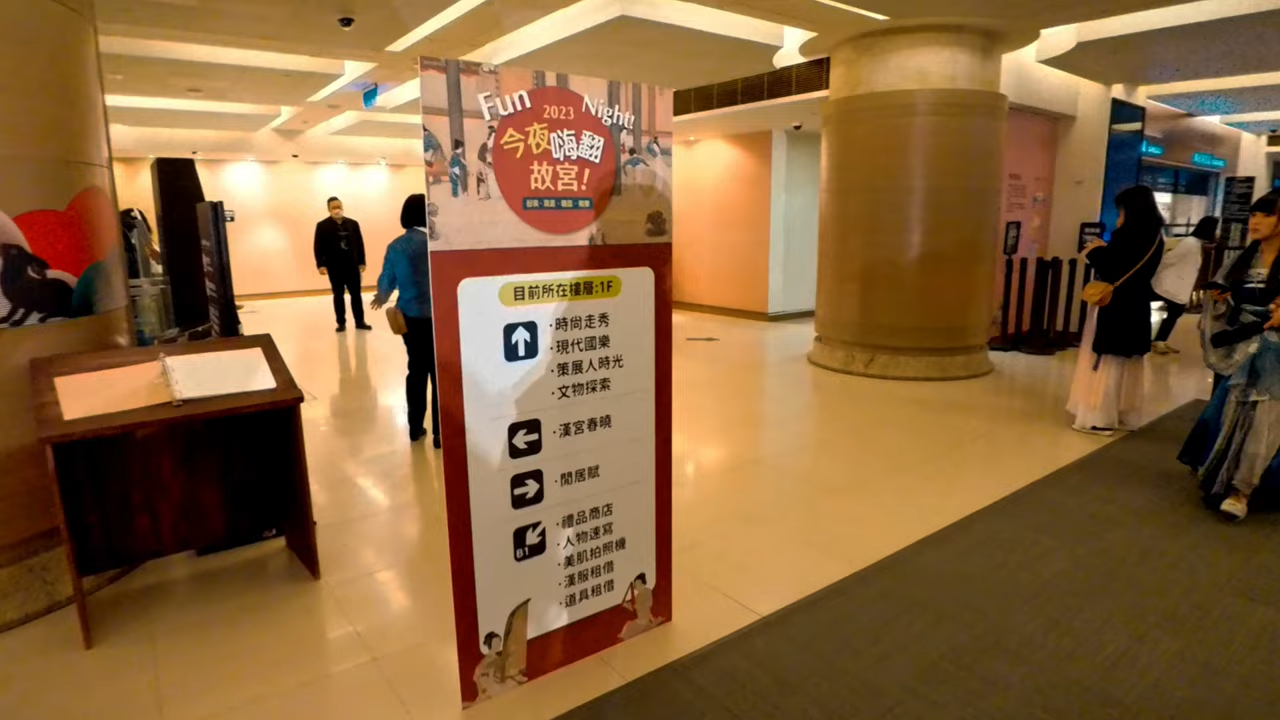 Fun 2023 Night!
今夜嗨翻
故宮!
目前所在樓層:1F
·時尚走秀
·現代國樂
·策展人時光
·文物探索
·漢宮春曉
·閒居賦
B1
·禮品商店
·人物速寫
·美肌拍照機
·漢服租借
·道具租借